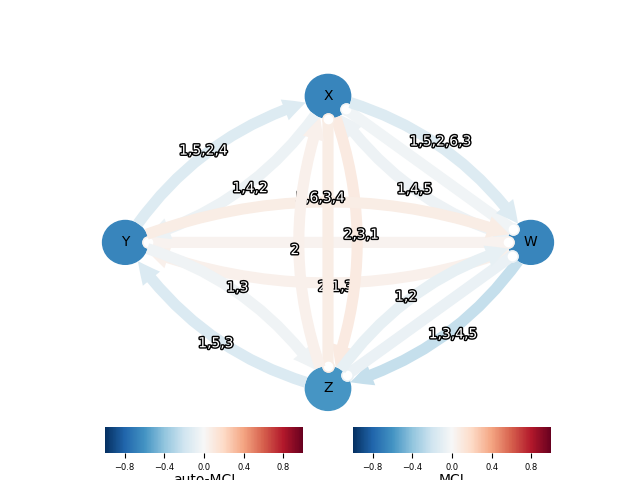 X
1,5,2,4
1,5,2,6,3
1,4,2
,6,3,4
1,4,5
2,3,1
Y
W
2
1,3
1,2
1,5,3
1,3,4,5
Z
−0.8 −0.4 0.0 0.4 0.8
−0.8 −0.4 0.0 0.4 0.8
auto-MCI
MCI